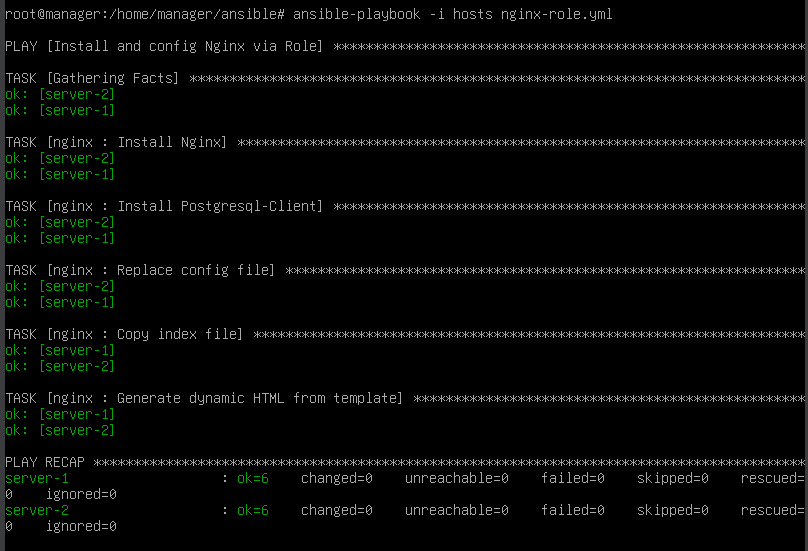 root@manager:/home/manager/ansible# ansible-playbook -i hosts nginx-role.yml
PLAY [Install and config Nginx via Role] ***********************************************************
TASK [Gathering Facts] *****************************************************************************
ok: [server-2]
ok: [server-1]
TASK [nginx : Install Nginx] ***********************************************************************
ok: [server-2]
ok: [server-1]
TASK [nginx : Install Postgresql-Client] ***********************************************************
ok: [server-2]
ok: [server-1]
TASK [nginx : Replace config file] *****************************************************************
ok: [server-2]
ok: [server-1]
TASK [nginx : Copy index file] *********************************************************************
ok: [server-1]
ok: [server-2]
TASK [nginx : Generate dynamic HTML from template] *************************************************
ok: [server-1]
ok: [server-2]
PLAY RECAP *****************************************************************************************
server-1                   : ok=6    changed=0    unreachable=0    failed=0    skipped=0    rescued=
0    ignored=0
server-2                   : ok=6    changed=0    unreachable=0    failed=0    skipped=0    rescued=
0    ignored=0